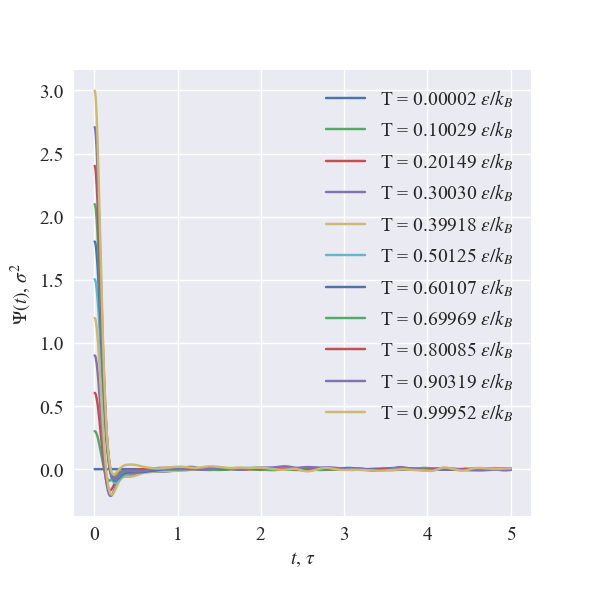 3.0
2.5
2.0
1.5
1.0
0.5
0.0
Ψ(t), σ²
T = 0.00002 ε/k_B
T = 0.10029 ε/k_B
T = 0.20149 ε/k_B
T = 0.30030 ε/k_B
T = 0.39918 ε/k_B
T = 0.50125 ε/k_B
T = 0.60107 ε/k_B
T = 0.69969 ε/k_B
T = 0.80085 ε/k_B
T = 0.90319 ε/k_B
T = 0.99952 ε/k_B
0 1 2 3 4 5
t, τ